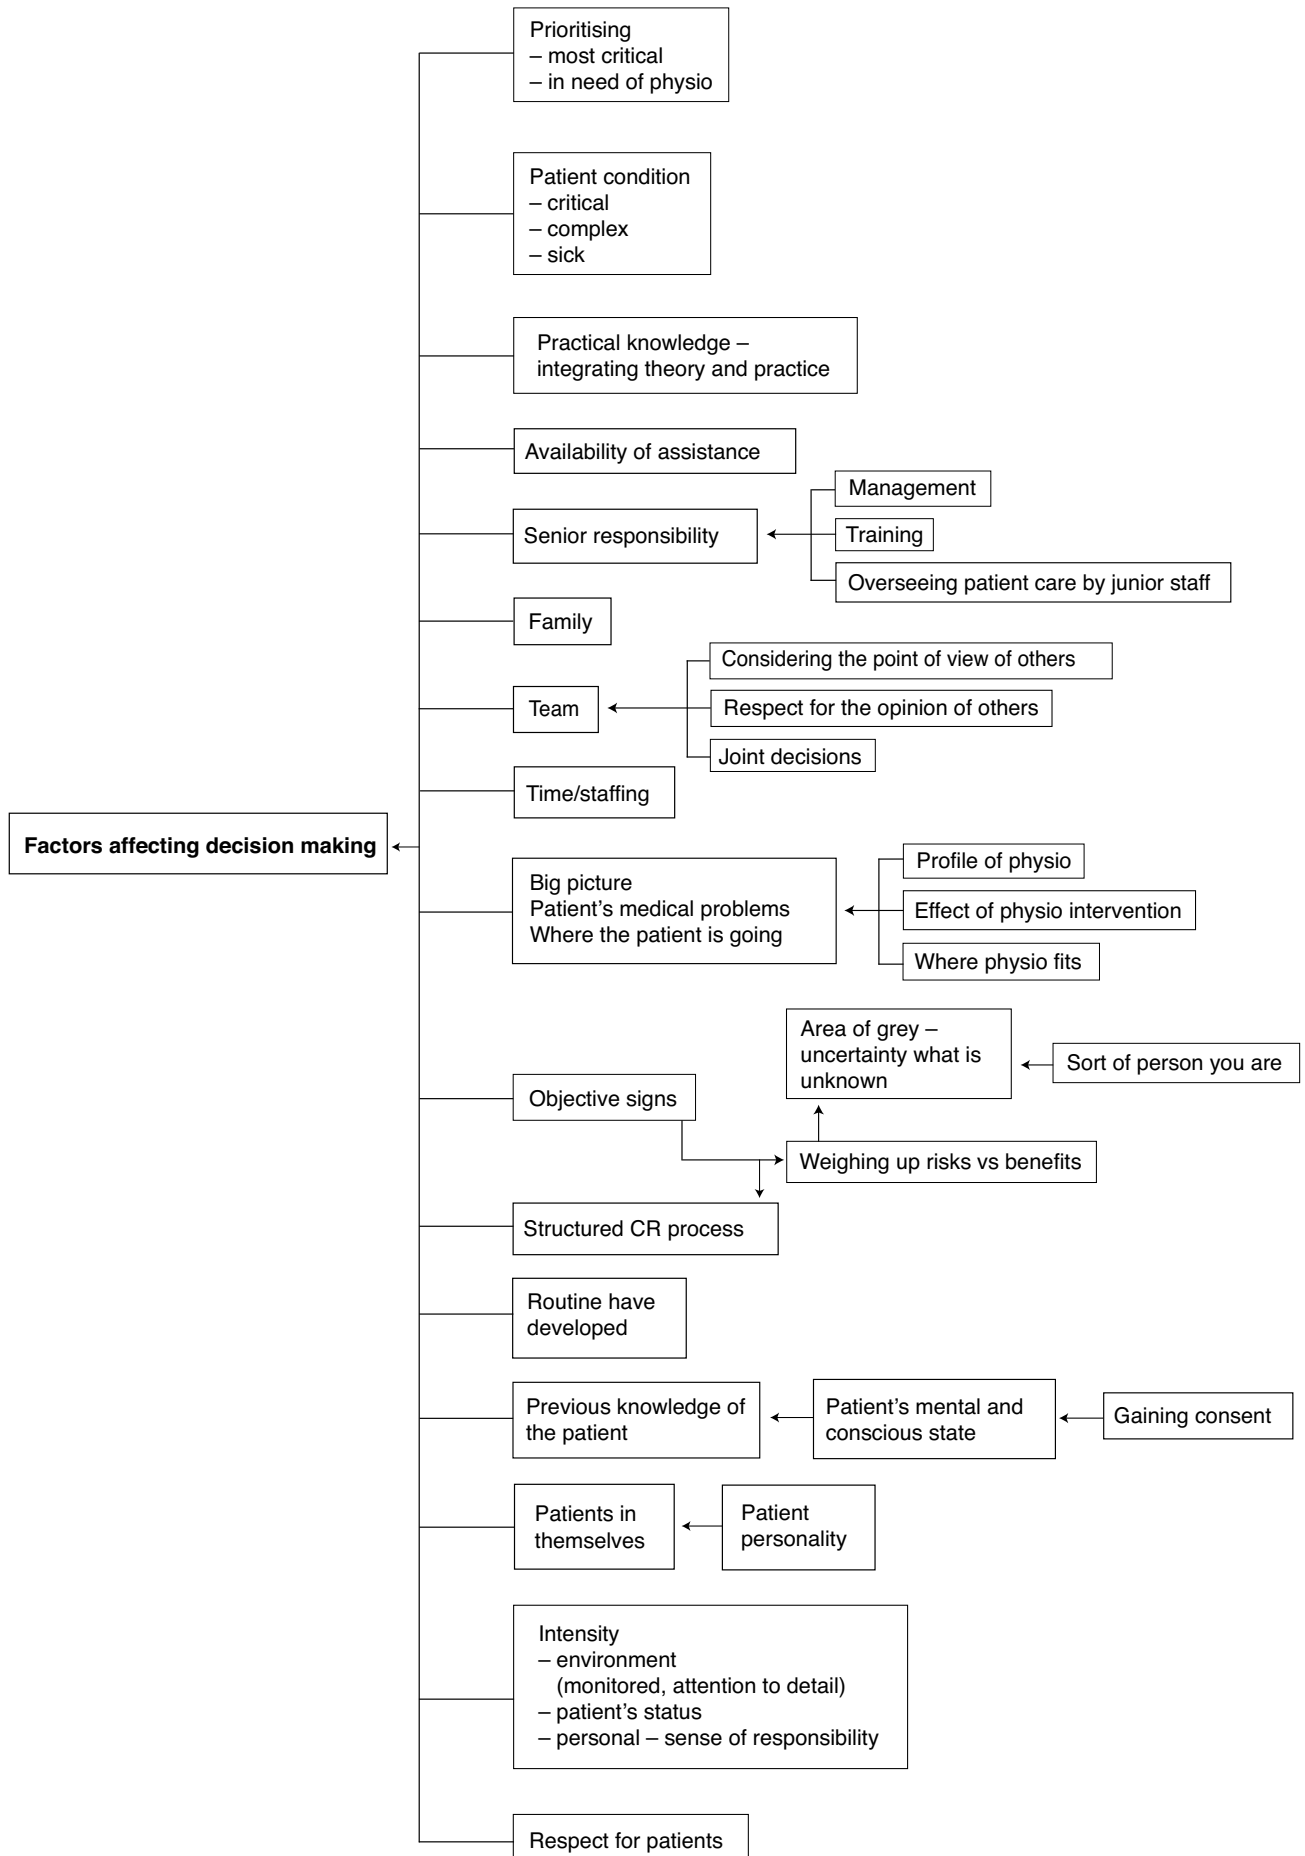 Prioritising
– most critical
– in need of physio
Patient condition
– critical
– complex
– sick
Practical knowledge –
integrating theory and practice
Availability of assistance
Management
Senior responsibility
Training
Overseeing patient care by junior staff
Family
Considering the point of view of others
Team
Respect for the opinion of others
Joint decisions
Time/staffing
Factors affecting decision making
Big picture
Patient’s medical problems
Where the patient is going
Profile of physio
Effect of physio intervention
Where physio fits
Area of grey –
uncertainty what is
unknown
Sort of person you are
Objective signs
Weighing up risks vs benefits
Structured CR process
Routine have
developed
Previous knowledge of
the patient
Patient’s mental and
conscious state
Gaining consent
Patients in
themselves
Patient
personality
Intensity
– environment
(monitored, attention to detail)
– patient’s status
– personal – sense of responsibility
Respect for patients